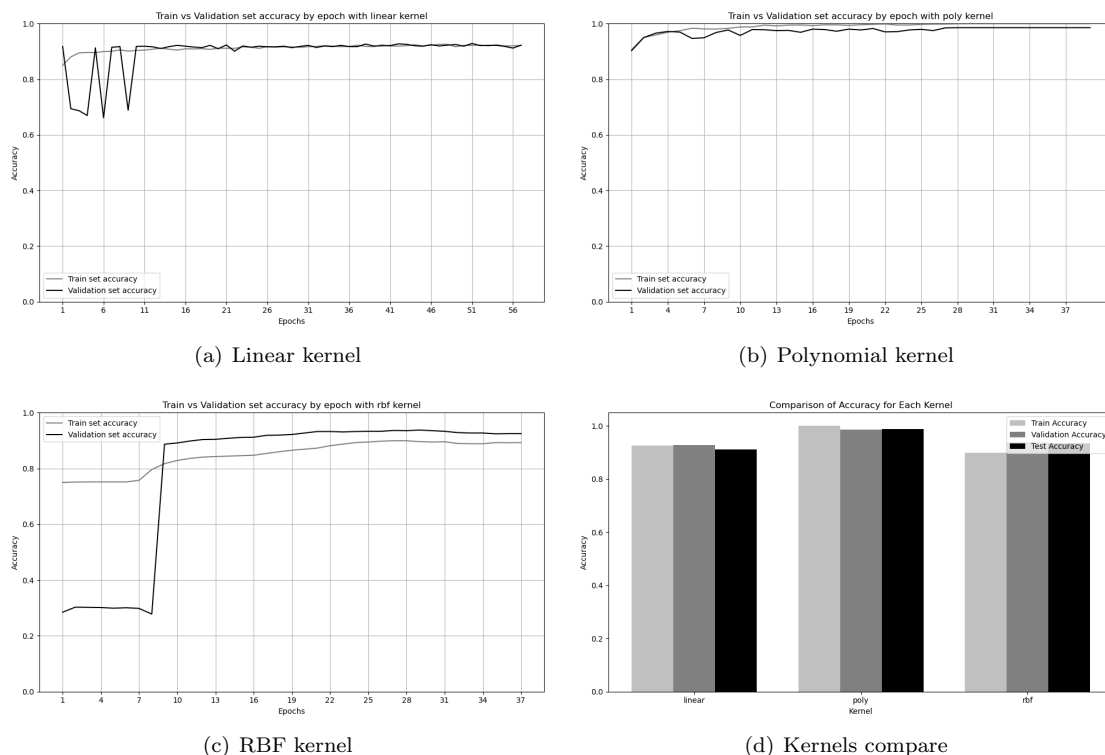 Train vs Validation set accuracy by epoch with linear kernel
1.0
0.8
0.6
0.4
0.2
0.0
Accuracy
Train set accuracy
Validation set accuracy
1 6 11 16 21 26 31 36 41 46 51 56
Epochs
(a) Linear kernel
Train vs Validation set accuracy by epoch with poly kernel
1.0
0.8
0.6
0.4
0.2
0.0
Accuracy
Train set accuracy
Validation set accuracy
1 4 7 10 13 16 19 22 25 28 31 34 37
Epochs
(b) Polynomial kernel
Train vs Validation set accuracy by epoch with rbf kernel
1.0
0.8
0.6
0.4
0.2
0.0
Accuracy
Train set accuracy
Validation set accuracy
1 4 7 10 13 16 19 22 25 28 31 34 37
Epochs
(c) RBF kernel
Comparison of Accuracy for Each Kernel
1.0
0.8
0.6
0.4
0.2
0.0
Accuracy
Train Accuracy
Validation Accuracy
Test Accuracy
linear poly rbf
Kernel
(d) Kernels compare